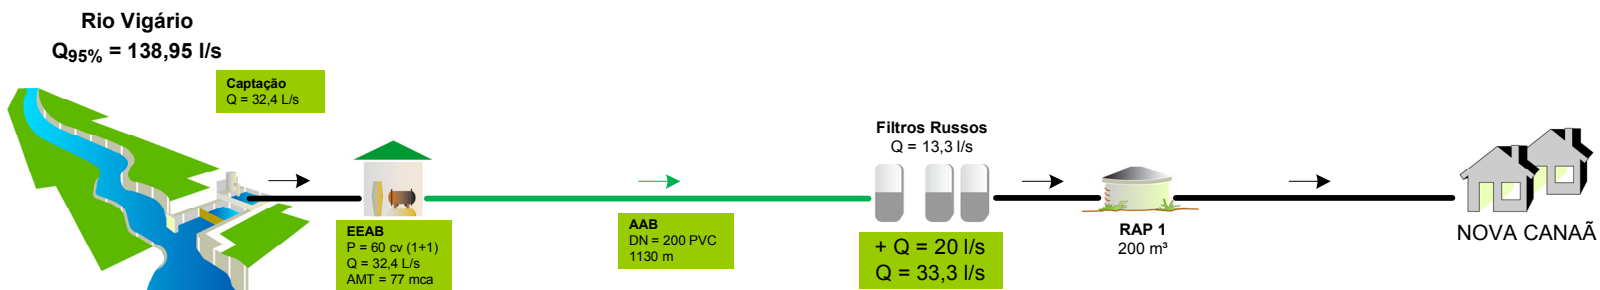 Rio Vigário
Q95% = 138,95 l/s
Captação
Q = 32,4 L/s
EEAB
P = 60 cv (1+1)
Q = 32,4 L/s
AMT = 77 mca
AAB
DN = 200 PVC
1130 m
Filtros Russos
Q = 13,3 l/s
+ Q = 20 l/s
Q = 33,3 l/s
RAP 1
200 m³
NOVA CANAÃ